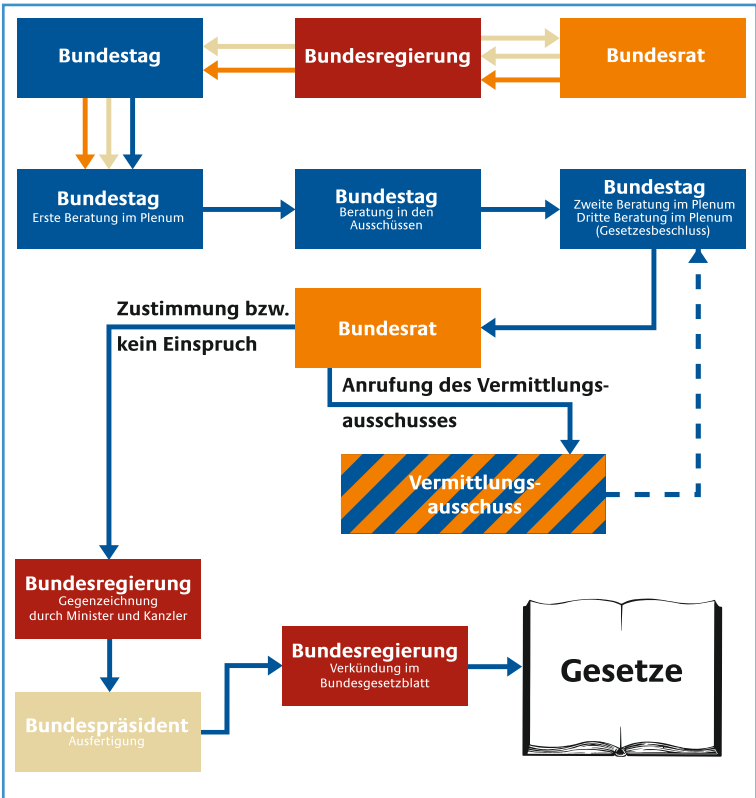 Bundestag
Bundesregierung
Bundesrat
Bundestag
Erste Beratung im Plenum
Bundestag
Beratung in den
Ausschüssen
Bundestag
Zweite Beratung im Plenum
Dritte Beratung im Plenum
(Gesetzesbeschluss)
Zustimmung bzw.
kein Einspruch
Bundesrat
Anrufung des Vermittlungs-
ausschusses
Vermittlungs-
ausschuss
Bundesregierung
Gegenzeichnung
durch Minister und Kanzler
Bundesregierung
Verkündung im
Bundesgesetzblatt
Gesetze
Bundespräsident
Ausfertigung